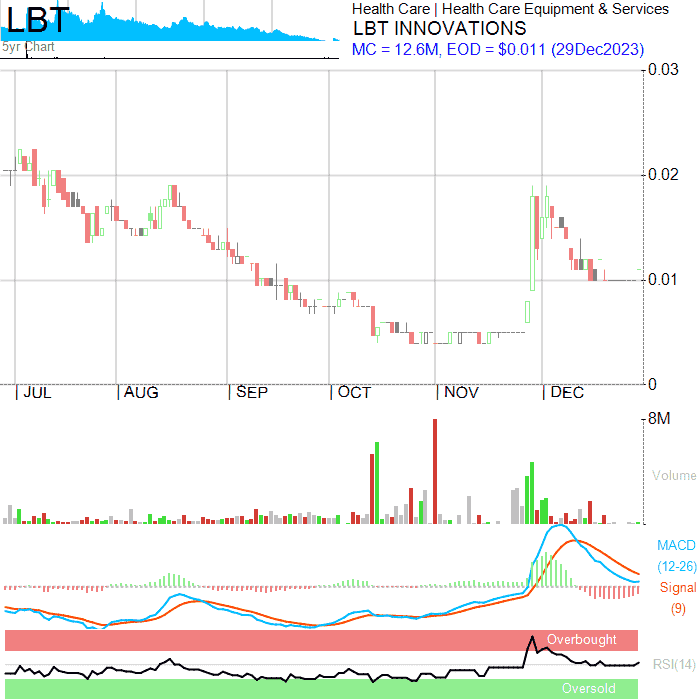 LBT
5yr Chart
Health Care | Health Care Equipment & Services
LBT INNOVATIONS
MC = 12.6M, EOD = $0.011 (29Dec2023)
0.03
0.02
0.01
0
JUL AUG SEP OCT NOV DEC
8M
Volume
MACD
(12-26)
Signal
(9)
Overbought
RSI(14)
Oversold